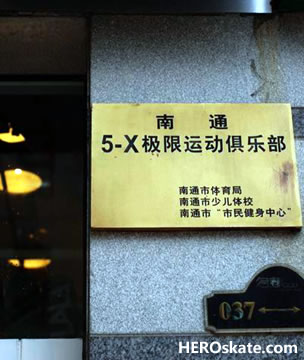 南 通
5-X极限运动俱乐部
南通市体育局
南通市少儿体校
南通市“市民健身中心”
037
HEROskate.com